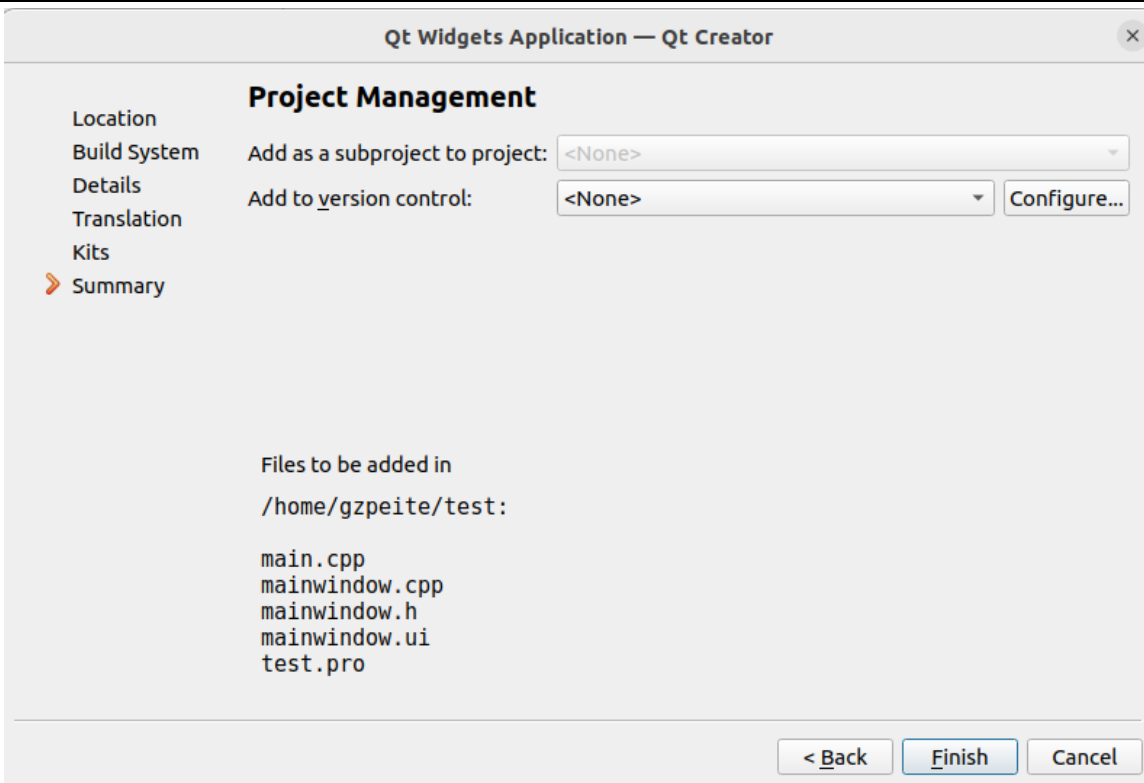 Qt Widgets Application — Qt Creator
Location
Build System
Details
Translation
Kits
Summary
Project Management
Add as a subproject to project: <None>
Add to version control: <None> Configure...
Files to be added in
/home/gzpeite/test:
main.cpp
mainwindow.cpp
mainwindow.h
mainwindow.ui
test.pro
< Back Finish Cancel